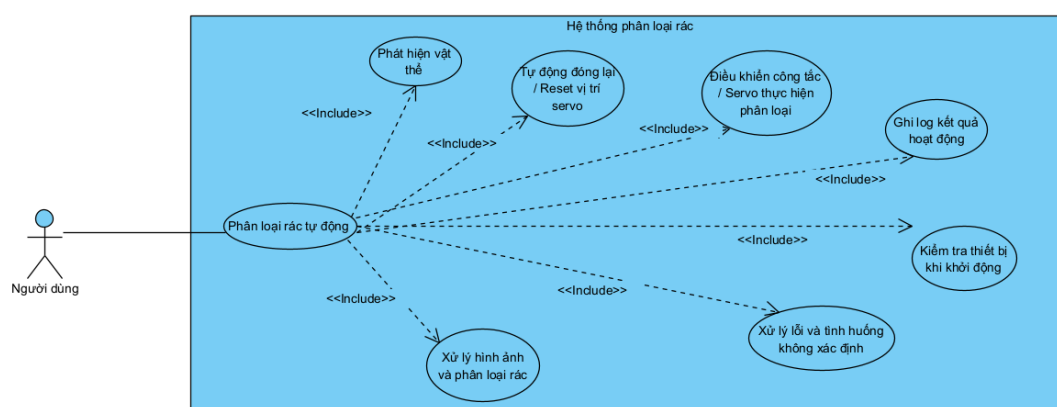 Hệ thống phân loại rác
Phát hiện vật
thể
Tự động đóng lại
/ Reset vị trí
servo
Điều khiển công tắc
/ Servo thực hiện
phân loại
Ghi log kết quả
hoạt động
<<Include>>
<<Include>>
<<Include>>
<<Include>>
Phân loại rác tự động
<<Include>>
Kiểm tra thiết bị
khi khởi động
Người dùng
<<Include>>
<<Include>>
Xử lý hình ảnh
và phân loại rác
Xử lý lỗi và tình huống
không xác định